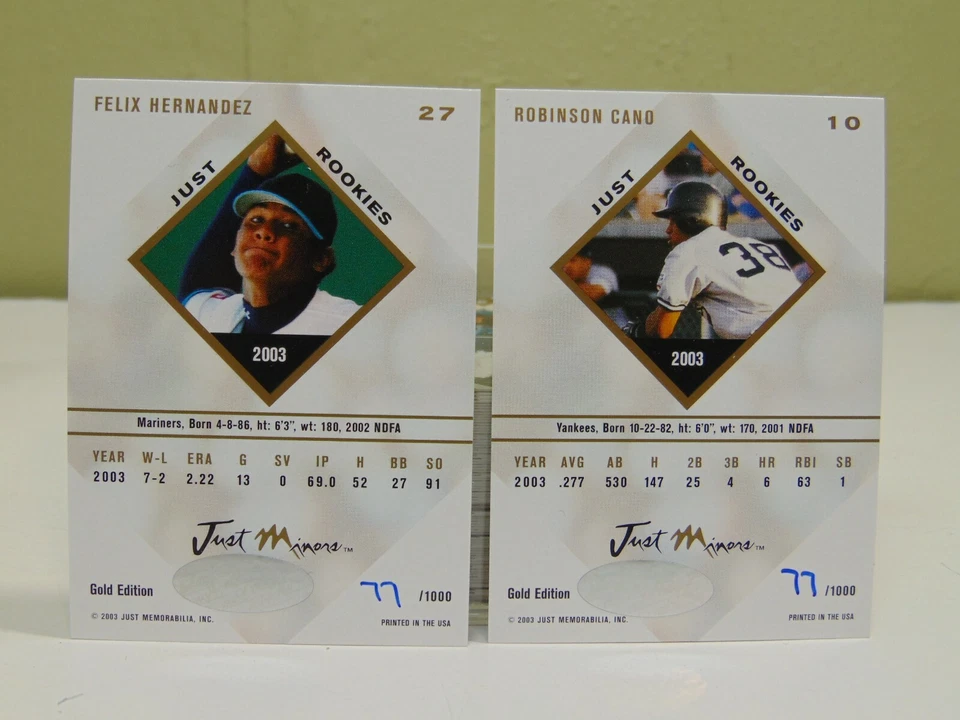 FELIX HERNANDEZ 27
JUST ROOKIES
2003
Mariners, Born 4-8-86, ht: 6'3", wt: 180, 2002 NDFA
YEAR W-L ERA G SV IP H BB SO
2003 7-2 2.22 13 0 69.0 52 27 91
Just Minors™
Gold Edition 77 /1000
© 2003 JUST MEMORABILIA, INC. PRINTED IN THE USA
ROBINSON CANO 10
JUST ROOKIES
38
2003
Yankees, Born 10-22-82, ht: 6'0", wt: 170, 2001 NDFA
YEAR AVG AB H 2B 3B HR RBI SB
2003 .277 530 147 25 4 6 63 1
Just Minors™
Gold Edition 77 /1000
© 2003 JUST MEMORABILIA, INC. PRINTED IN THE USA